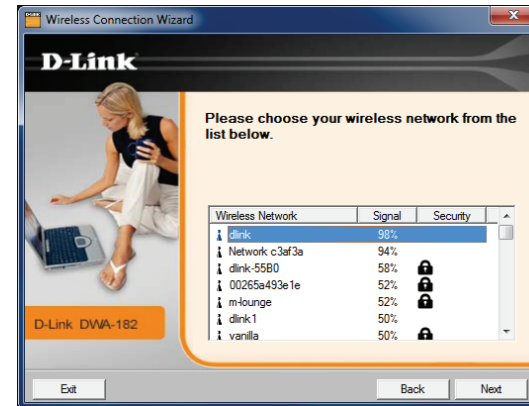 Wireless Connection Wizard
D-Link
Please choose your wireless network from the
list below.
Wireless Network Signal Security
dlink 98%
Network c3af3a 94%
dlink-55B0 58%
00265a493e1e 52%
m-lounge 52%
dlink1 50%
vanilla 50%
D-Link DWA-182
Exit Back Next